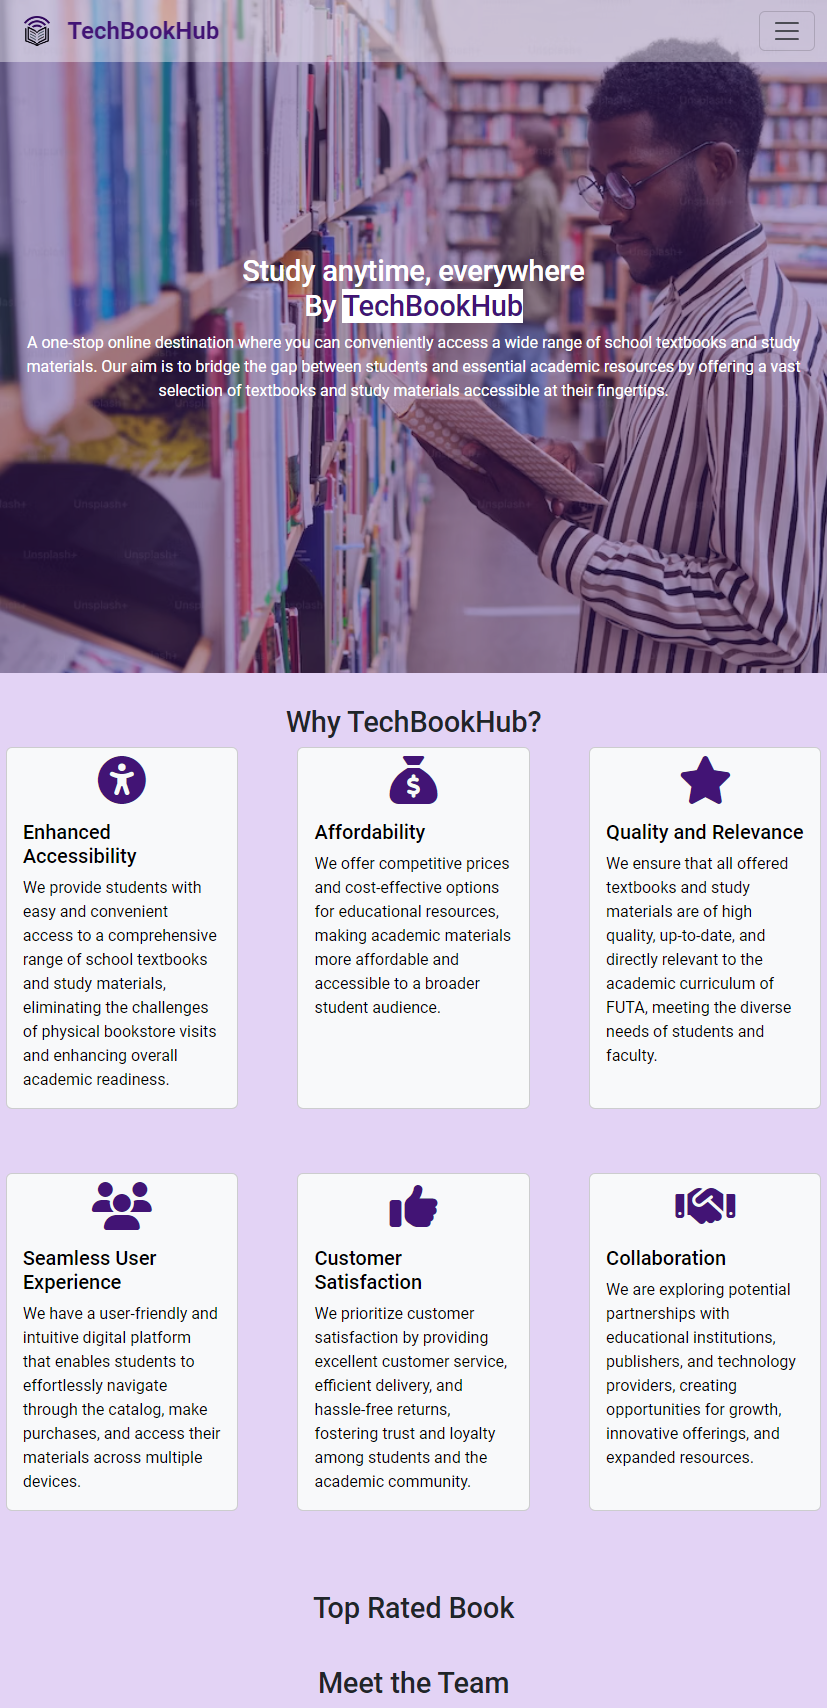 TechBookHub
Study anytime, everywhere
By TechBookHub
A one-stop online destination where you can conveniently access a wide range of school textbooks and study
materials. Our aim is to bridge the gap between students and essential academic resources by offering a vast
selection of textbooks and study materials accessible at their fingertips.
Unsplash+
Unsplash+
Unsplash+
Unsplash+
Unsplash+
Why TechBookHub?
Enhanced
Accessibility
We provide students with
easy and convenient
access to a comprehensive
range of school textbooks
and study materials,
eliminating the challenges
of physical bookstore visits
and enhancing overall
academic readiness.
Affordability
We offer competitive prices
and cost-effective options
for educational resources,
making academic materials
more affordable and
accessible to a broader
student audience.
Quality and Relevance
We ensure that all offered
textbooks and study
materials are of high
quality, up-to-date, and
directly relevant to the
academic curriculum of
FUTA, meeting the diverse
needs of students and
faculty.
Seamless User
Experience
We have a user-friendly and
intuitive digital platform
that enables students to
effortlessly navigate
through the catalog, make
purchases, and access their
materials across multiple
devices.
Customer
Satisfaction
We prioritize customer
satisfaction by providing
excellent customer service,
efficient delivery, and
hassle-free returns,
fostering trust and loyalty
among students and the
academic community.
Collaboration
We are exploring potential
partnerships with
educational institutions,
publishers, and technology
providers, creating
opportunities for growth,
innovative offerings, and
expanded resources.
Top Rated Book
Meet the Team